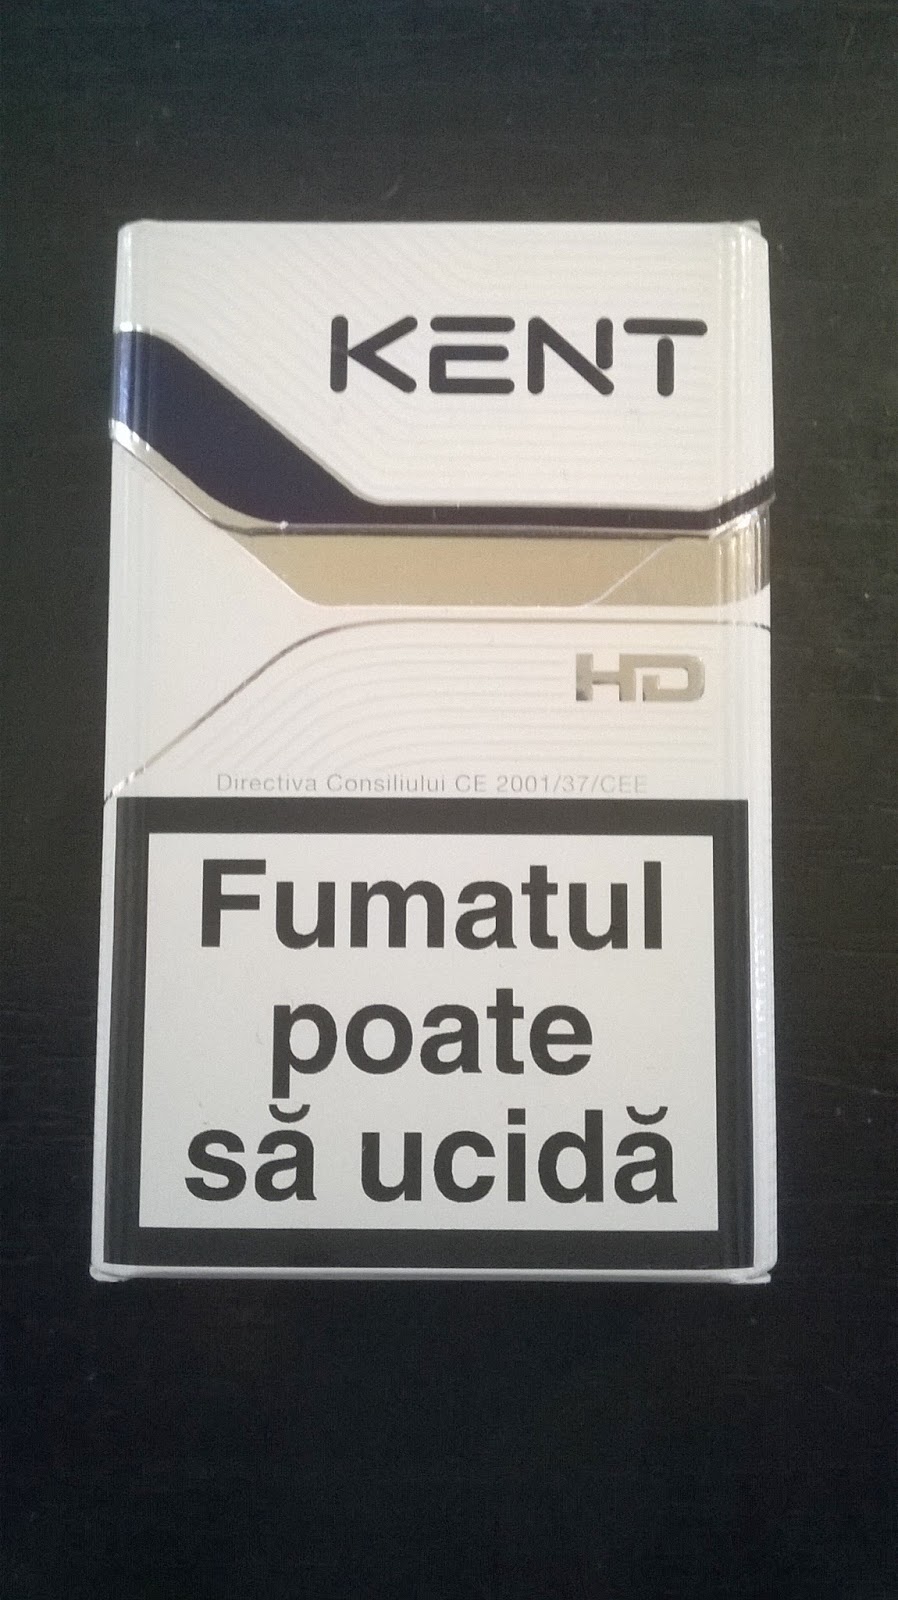 KENT
HD
Directiva Consiliului CE 2001/37/CEE
Fumatul
poate
să ucidă